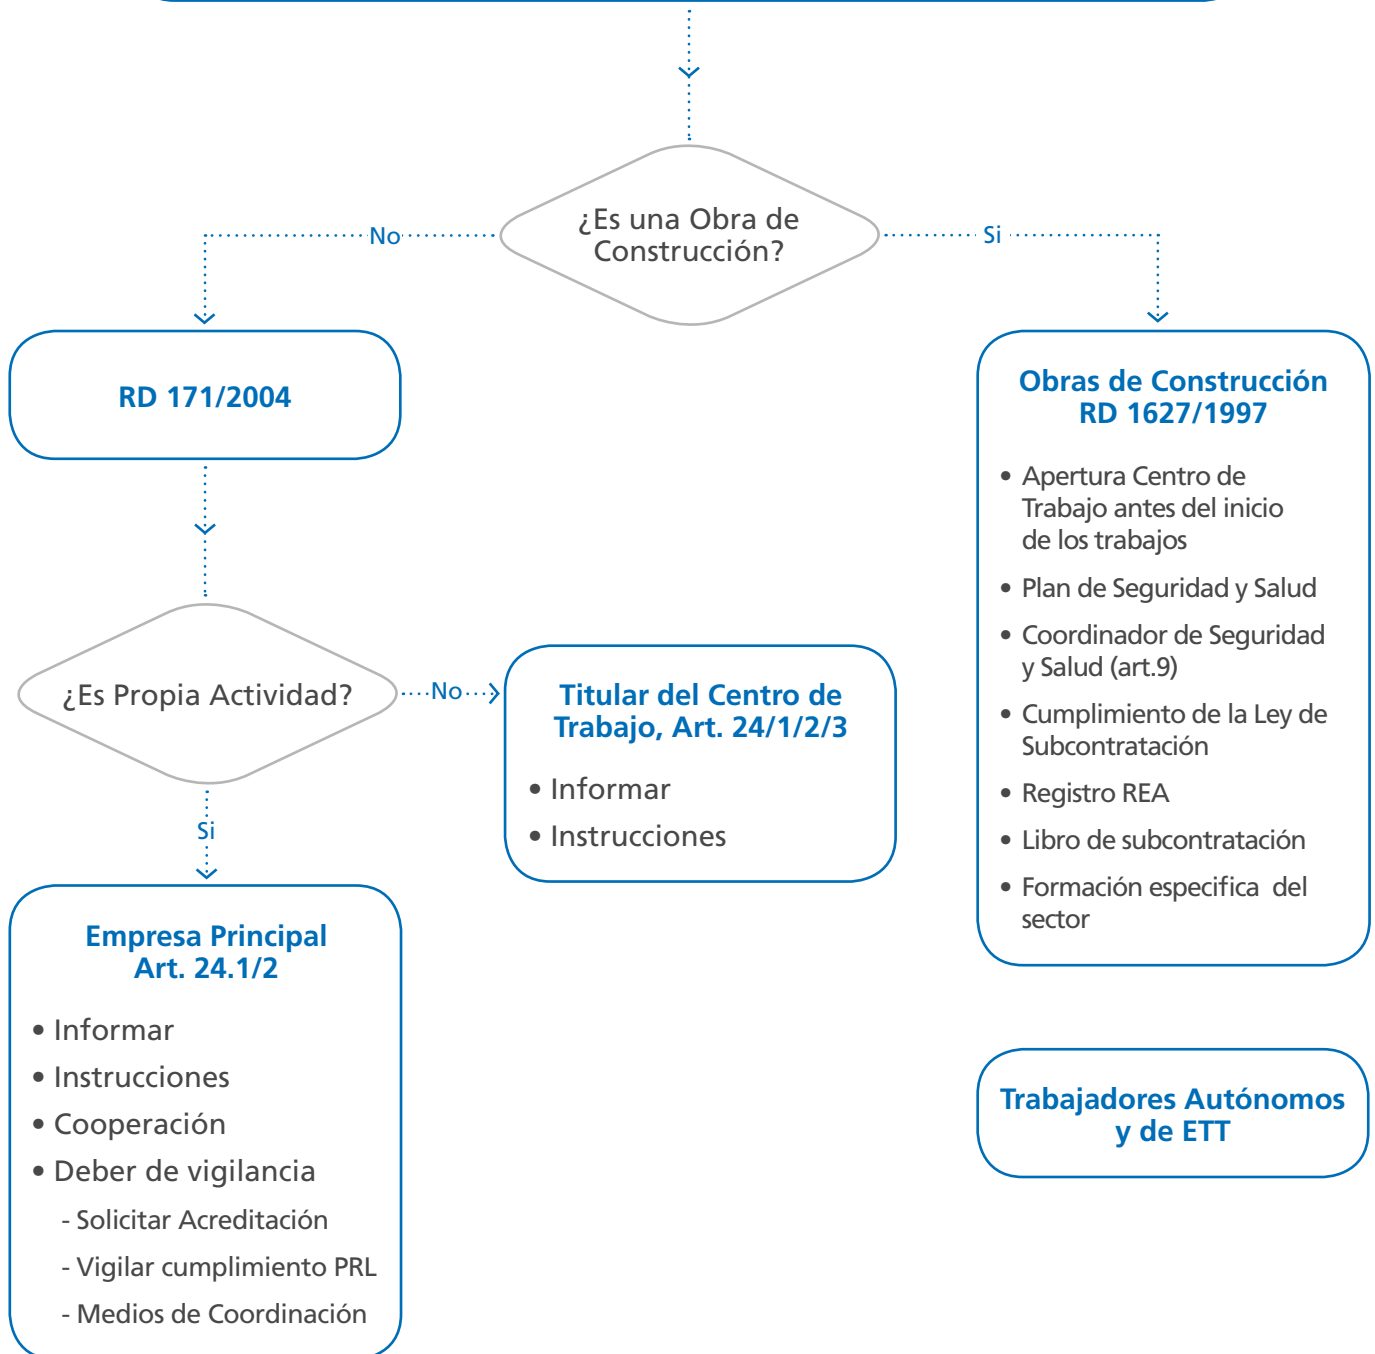 ¿Es una Obra de
Construcción?
No
Si
RD 171/2004
Obras de Construcción
RD 1627/1997
• Apertura Centro de
Trabajo antes del inicio
de los trabajos
• Plan de Seguridad y Salud
• Coordinador de Seguridad
y Salud (art.9)
• Cumplimiento de la Ley de
Subcontratación
• Registro REA
• Libro de subcontratación
• Formación especifica del
sector
¿Es Propia Actividad?
No
Titular del Centro de
Trabajo, Art. 24/1/2/3
• Informar
• Instrucciones
Si
Empresa Principal
Art. 24.1/2
• Informar
• Instrucciones
• Cooperación
• Deber de vigilancia
- Solicitar Acreditación
- Vigilar cumplimiento PRL
- Medios de Coordinación
Trabajadores Autónomos
y de ETT